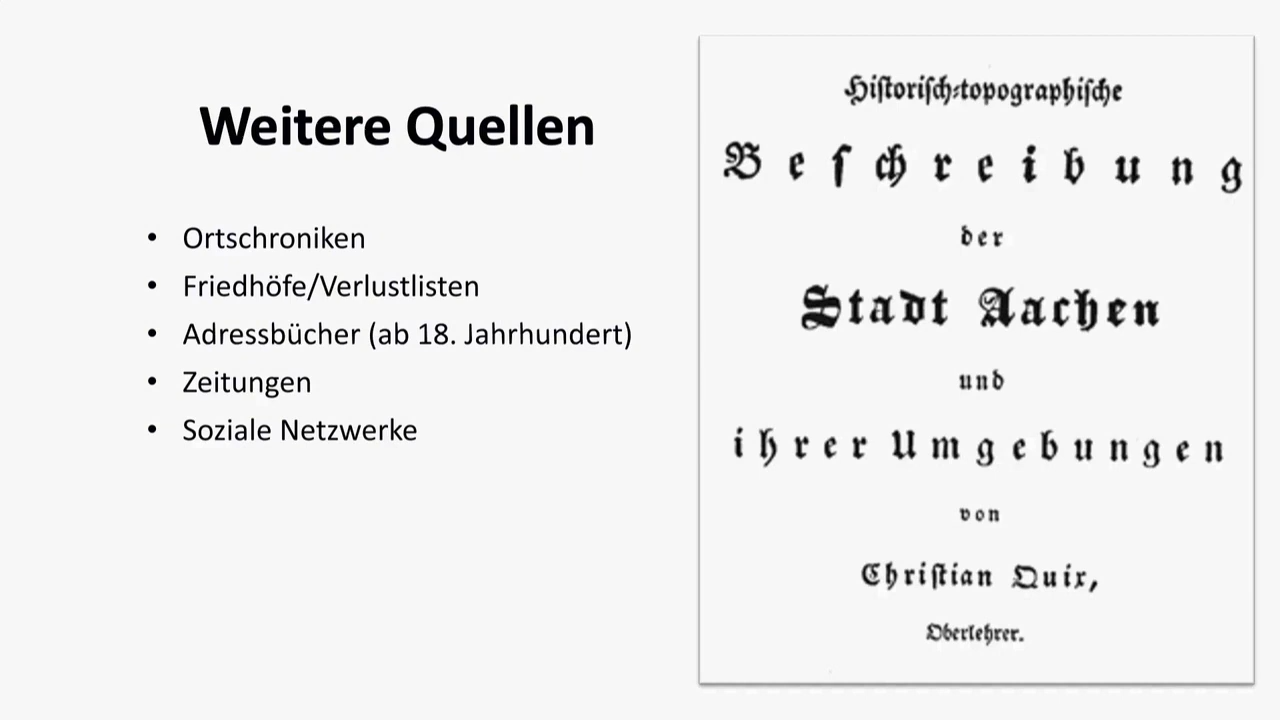 Weitere Quellen
• Ortschroniken
• Friedhöfe/Verlustlisten
• Adressbücher (ab 18. Jahrhundert)
• Zeitungen
• Soziale Netzwerke
Hiſtoriſch-topographiſche
Beſchreibung
der
Stadt Aachen
und
ihrer Umgebungen
von
Chriſtian Quix,
Oberlehrer.